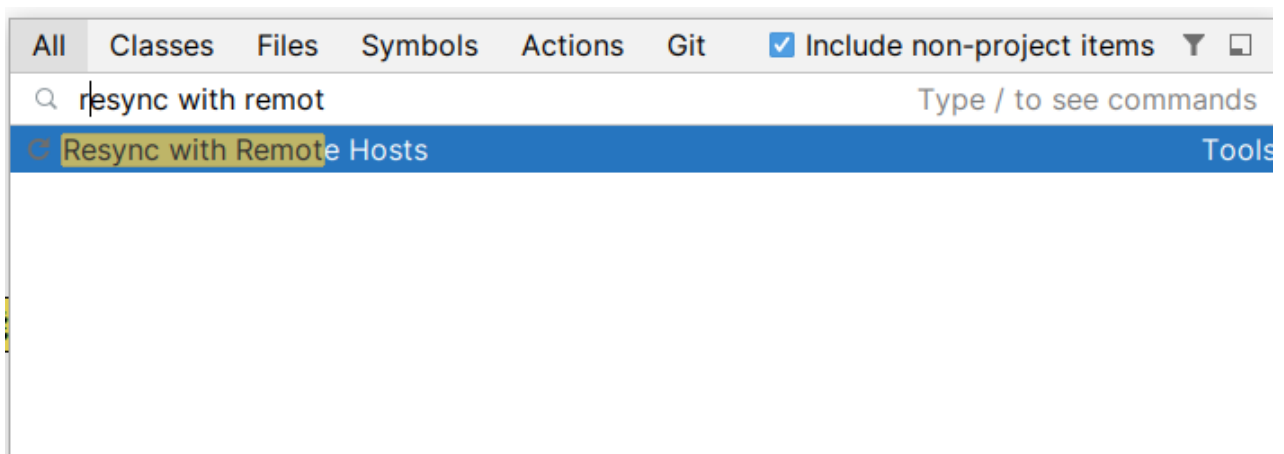 All Classes Files Symbols Actions Git Include non-project items
resync with remot Type / to see commands
Resync with Remote Hosts Tools